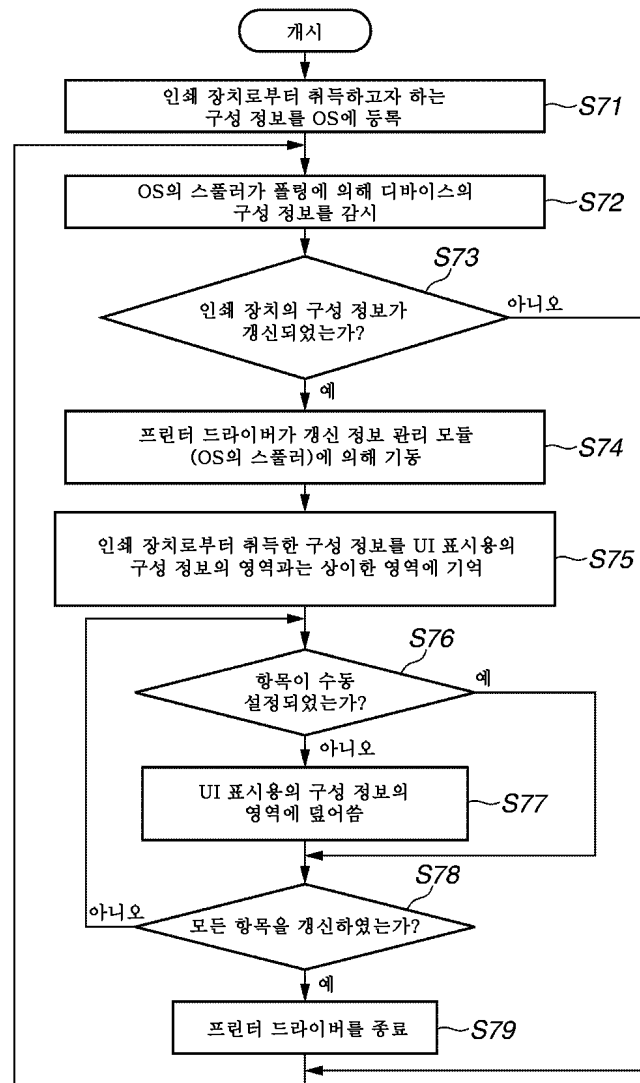 개시
인쇄 장치로부터 취득하고자 하는
구성 정보를 OS에 등록
S71
OS의 스풀러가 폴링에 의해 디바이스의
구성 정보를 감시
S72
S73
인쇄 장치의 구성 정보가
갱신되었는가?
아니오
예
프린터 드라이버가 갱신 정보 관리 모듈
(OS의 스풀러)에 의해 기동
S74
인쇄 장치로부터 취득한 구성 정보를 UI 표시용의
구성 정보의 영역과는 상이한 영역에 기억
S75
S76
항목이 수동
설정되었는가?
예
아니오
UI 표시용의 구성 정보의
영역에 덮어씀
S77
S78
아니오
모든 항목을 갱신하였는가?
예
프린터 드라이버를 종료
S79